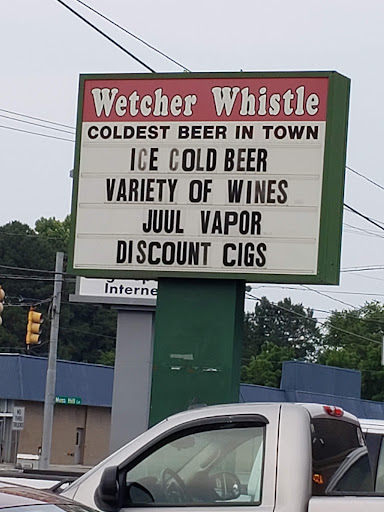 Wetcher Whistle
COLDEST BEER IN TOWN
ICE COLD BEER
VARIETY OF WINES
JUUL VAPOR
DISCOUNT CIGS
Interne